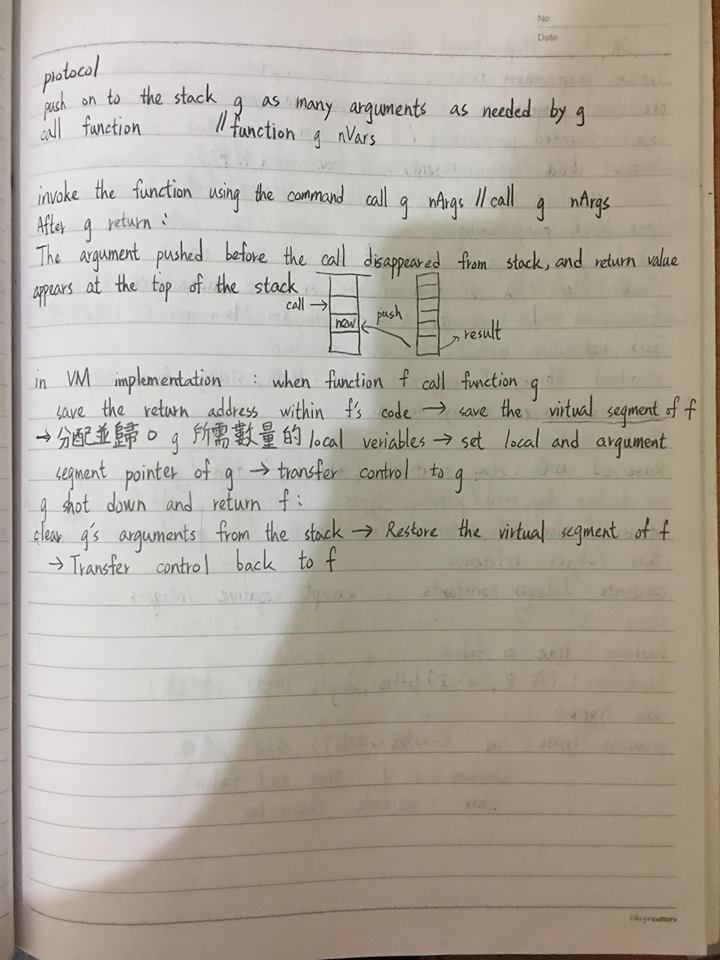 No.
Date
protocol
push on to the stack g as many arguments as needed by g
call function // function g nVars
invoke the function using the command call g nArgs // call g nArgs
After g return :
The argument pushed before the call disappeared from stack, and return value
appears at the top of the stack
call →
new
push
result
in VM implementation : when function f call function g
save the return address within f's code → save the virtual segment of f
→ 分配並歸0 g 所需數量的 local veriables → set local and argument
segment pointer of g → transfer control to g
g shot down and return f :
clear g's arguments from the stack → Restore the virtual segment of f
→ Transfer control back to f